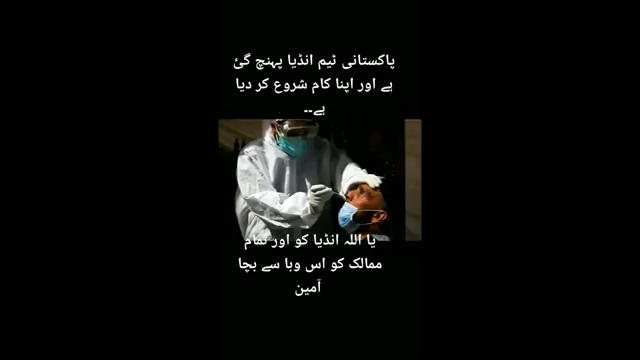 پاکستانی ٹیم انڈیا پہنچ گئ
ہے اور اپنا کام شروع کر دیا
ہے۔۔
یا اللہ انڈیا کو اور تمام
ممالک کو اس وبا سے بچا
آمین